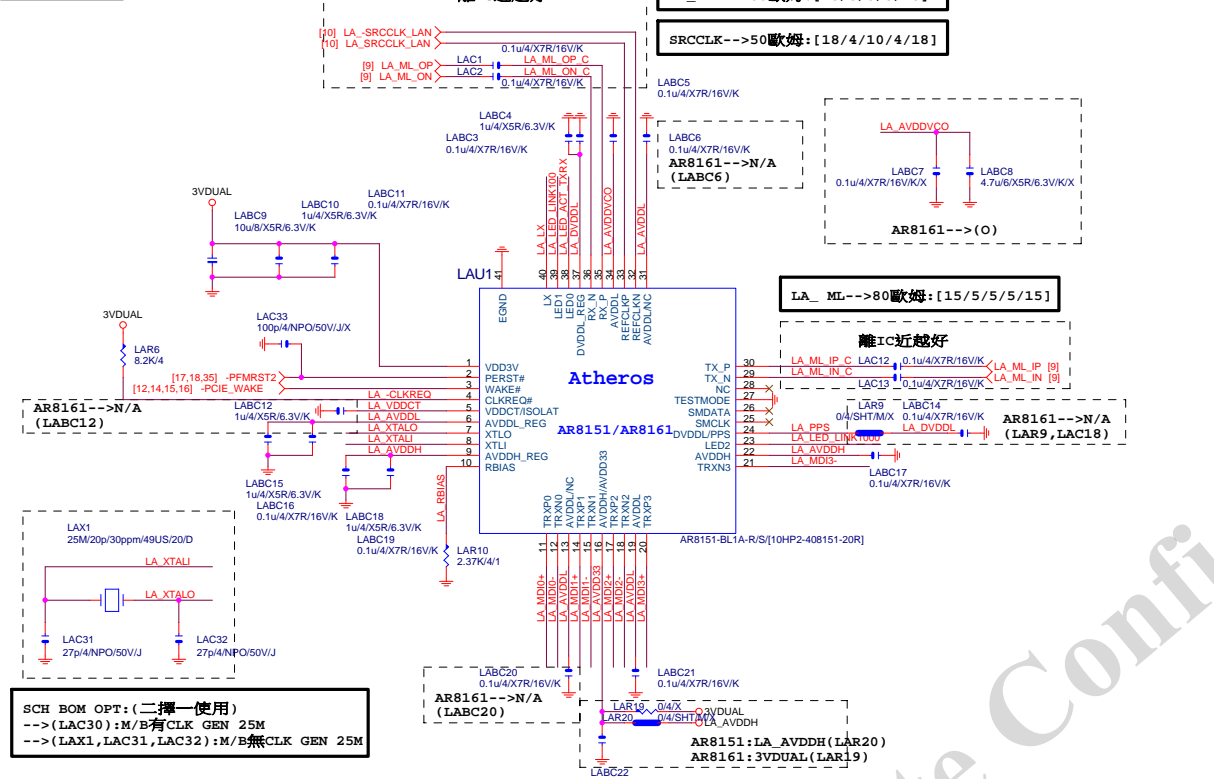 SRCCLK-->50歐姆:[18/4/10/4/18]
[10] LA_-SRCCLK_LAN
[10] LA_SRCCLK_LAN
[9] LA_ML_OP
[9] LA_ML_ON
LAC1
LAC2
0.1u/4/X7R/16V/K
LA_ML_OP_C
LA_ML_ON_C
0.1u/4/X7R/16V/K
LABC5
0.1u/4/X7R/16V/K
LABC4
1u/4/X5R/6.3V/K
LABC3
0.1u/4/X7R/16V/K
LABC6
0.1u/4/X7R/16V/K
AR8161-->N/A
(LABC6)
LA_AVDDVCO
LABC7
0.1u/4/X7R/16V/K/X
LABC8
4.7u/6/X5R/6.3V/K/X
AR8161-->(O)
3VDUAL
LABC11
0.1u/4/X7R/16V/K
LABC10
1u/4/X5R/6.3V/K
LABC9
10u/8/X5R/6.3V/K
LA_LX
LA_LED_LINK100
LA_LED_ACT_TXRX
LA_DVDDL
LA_AVDDVCO
LA_AVDDL
LAU1
41
40
39
38
37
36
35
34
33
32
31
EGND
LX
LED1
LED0
DVDDL_REG
RX_N
RX_P
AVDDL
REFCLKP
REFCLKN
AVDDL/NC
LA_ ML-->80歐姆:[15/5/5/5/15]
離IC近越好
3VDUAL
LAR6
8.2K/4
LAC33
100p/4/NPO/50V/J/X
[17,18,35] -PFMRST2
[12,14,15,16] -PCIE_WAKE
AR8161-->N/A
(LABC12)
LABC12
1u/4/X5R/6.3V/K
LA_-CLKREQ
LA_VDDCT
LA_AVDDL
LA_XTALO
LA_XTALI
LA_AVDDH
1 VDD3V
2 PERST#
3 WAKE#
4 CLKREQ#
5 VDDCT/ISOLAT
6 AVDDL_REG
7 XTLO
8 XTLI
9 AVDDH_REG
10 RBIAS
Atheros
AR8151/AR8161
TX_P 30
TX_N 29
NC 28
TESTMODE 27
SMDATA 26
SMCLK 25
DVDDL/PPS 24
LED2 23
AVDDH 22
TRXN3 21
LA_ML_IP_C LAC12 0.1u/4/X7R/16V/K
LA_ML_IN_C
LAC13 0.1u/4/X7R/16V/K
LA_ML_IP [9]
LA_ML_IN [9]
LAR9
0/4/SHT/M/X
LABC14
0.1u/4/X7R/16V/K
LA_PPS
LA_DVDDL
LA_LED_LINK1000
LA_AVDDH
LA_MDI3-
AR8161-->N/A
(LAR9,LAC18)
LABC17
0.1u/4/X7R/16V/K
LABC15
1u/4/X5R/6.3V/K
LABC16
0.1u/4/X7R/16V/K
LABC18
1u/4/X5R/6.3V/K
LABC19
0.1u/4/X7R/16V/K
LA_RBIAS
LAR10
2.37K/4/1
TRXP0
TRXN0
AVDDL/NC
TRXP1
TRXN1
AVDDH/AVDD33
TRXP2
TRXN2
AVDDL
TRXP3
11
12
13
14
15
16
17
18
19
20
AR8151-BL1A-R/S/[10HP2-408151-20R]
LA_MDI0+
LA_MDI0-
LA_AVDDL
LA_MDI1+
LA_MDI1-
LA_AVDD33
LA_MDI2+
LA_MDI2-
LA_AVDDL
LA_MDI3+
LAX1
25M/20p/30ppm/49US/20/D
LA_XTALI
LA_XTALO
LAC31
27p/4/NPO/50V/J
LAC32
27p/4/NPO/50V/J
LABC20
0.1u/4/X7R/16V/K
AR8161-->N/A
(LABC20)
LABC21
0.1u/4/X7R/16V/K
LAR19 0/4/X
LAR20 0/4/SHT/M/X
3VDUAL
LA_AVDDH
AR8151:LA_AVDDH(LAR20)
AR8161:3VDUAL(LAR19)
LABC22
SCH BOM OPT:(二擇一使用)
-->(LAC30):M/B有CLK GEN 25M
-->(LAX1,LAC31,LAC32):M/B無CLK GEN 25M
Confi